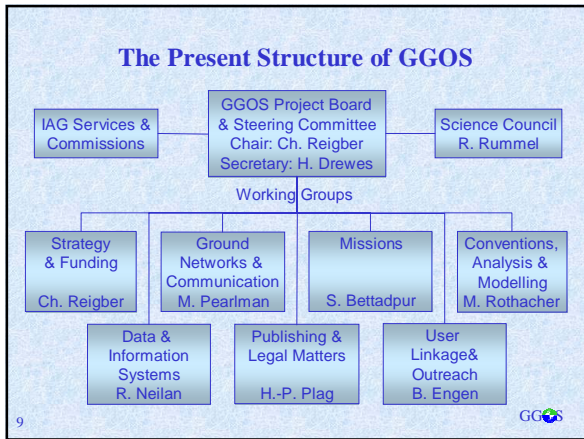 The Present Structure of GGOS
GGOS Project Board
& Steering Committee
Chair: Ch. Reigber
Secretary: H. Drewes
IAG Services &
Commissions
Science Council
R. Rummel
Working Groups
Strategy
& Funding
Ch. Reigber
Ground
Networks &
Communication
M. Pearlman
Missions
S. Bettadpur
Conventions,
Analysis &
Modelling
M. Rothacher
Data &
Information
Systems
R. Neilan
Publishing &
Legal Matters
H.-P. Plag
User
Linkage&
Outreach
B. Engen
9
GGOS